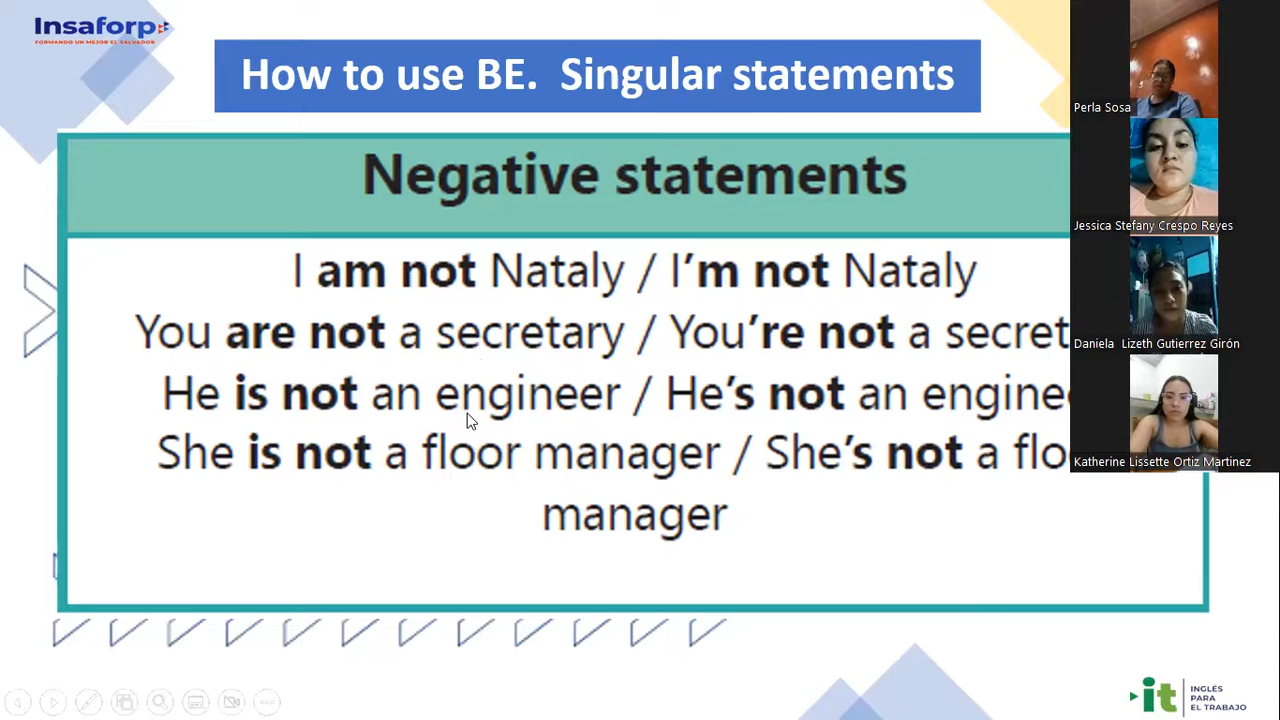 Insaforp
FORMANDO UN MEJOR EL SALVADOR
How to use BE. Singular statements
Negative statements
I am not Nataly / I'm not Nataly
You are not a secretary / You're not a secret
He is not an engineer / He's not an enginee
She is not a floor manager / She's not a flo
manager
Perla Sosa
Jessica Stefany Crespo Reyes
Daniela Lizeth Gutierrez Girón
Katherine Lissette Ortiz Martinez
it
INGLÉS
PARA
EL TRABAJO